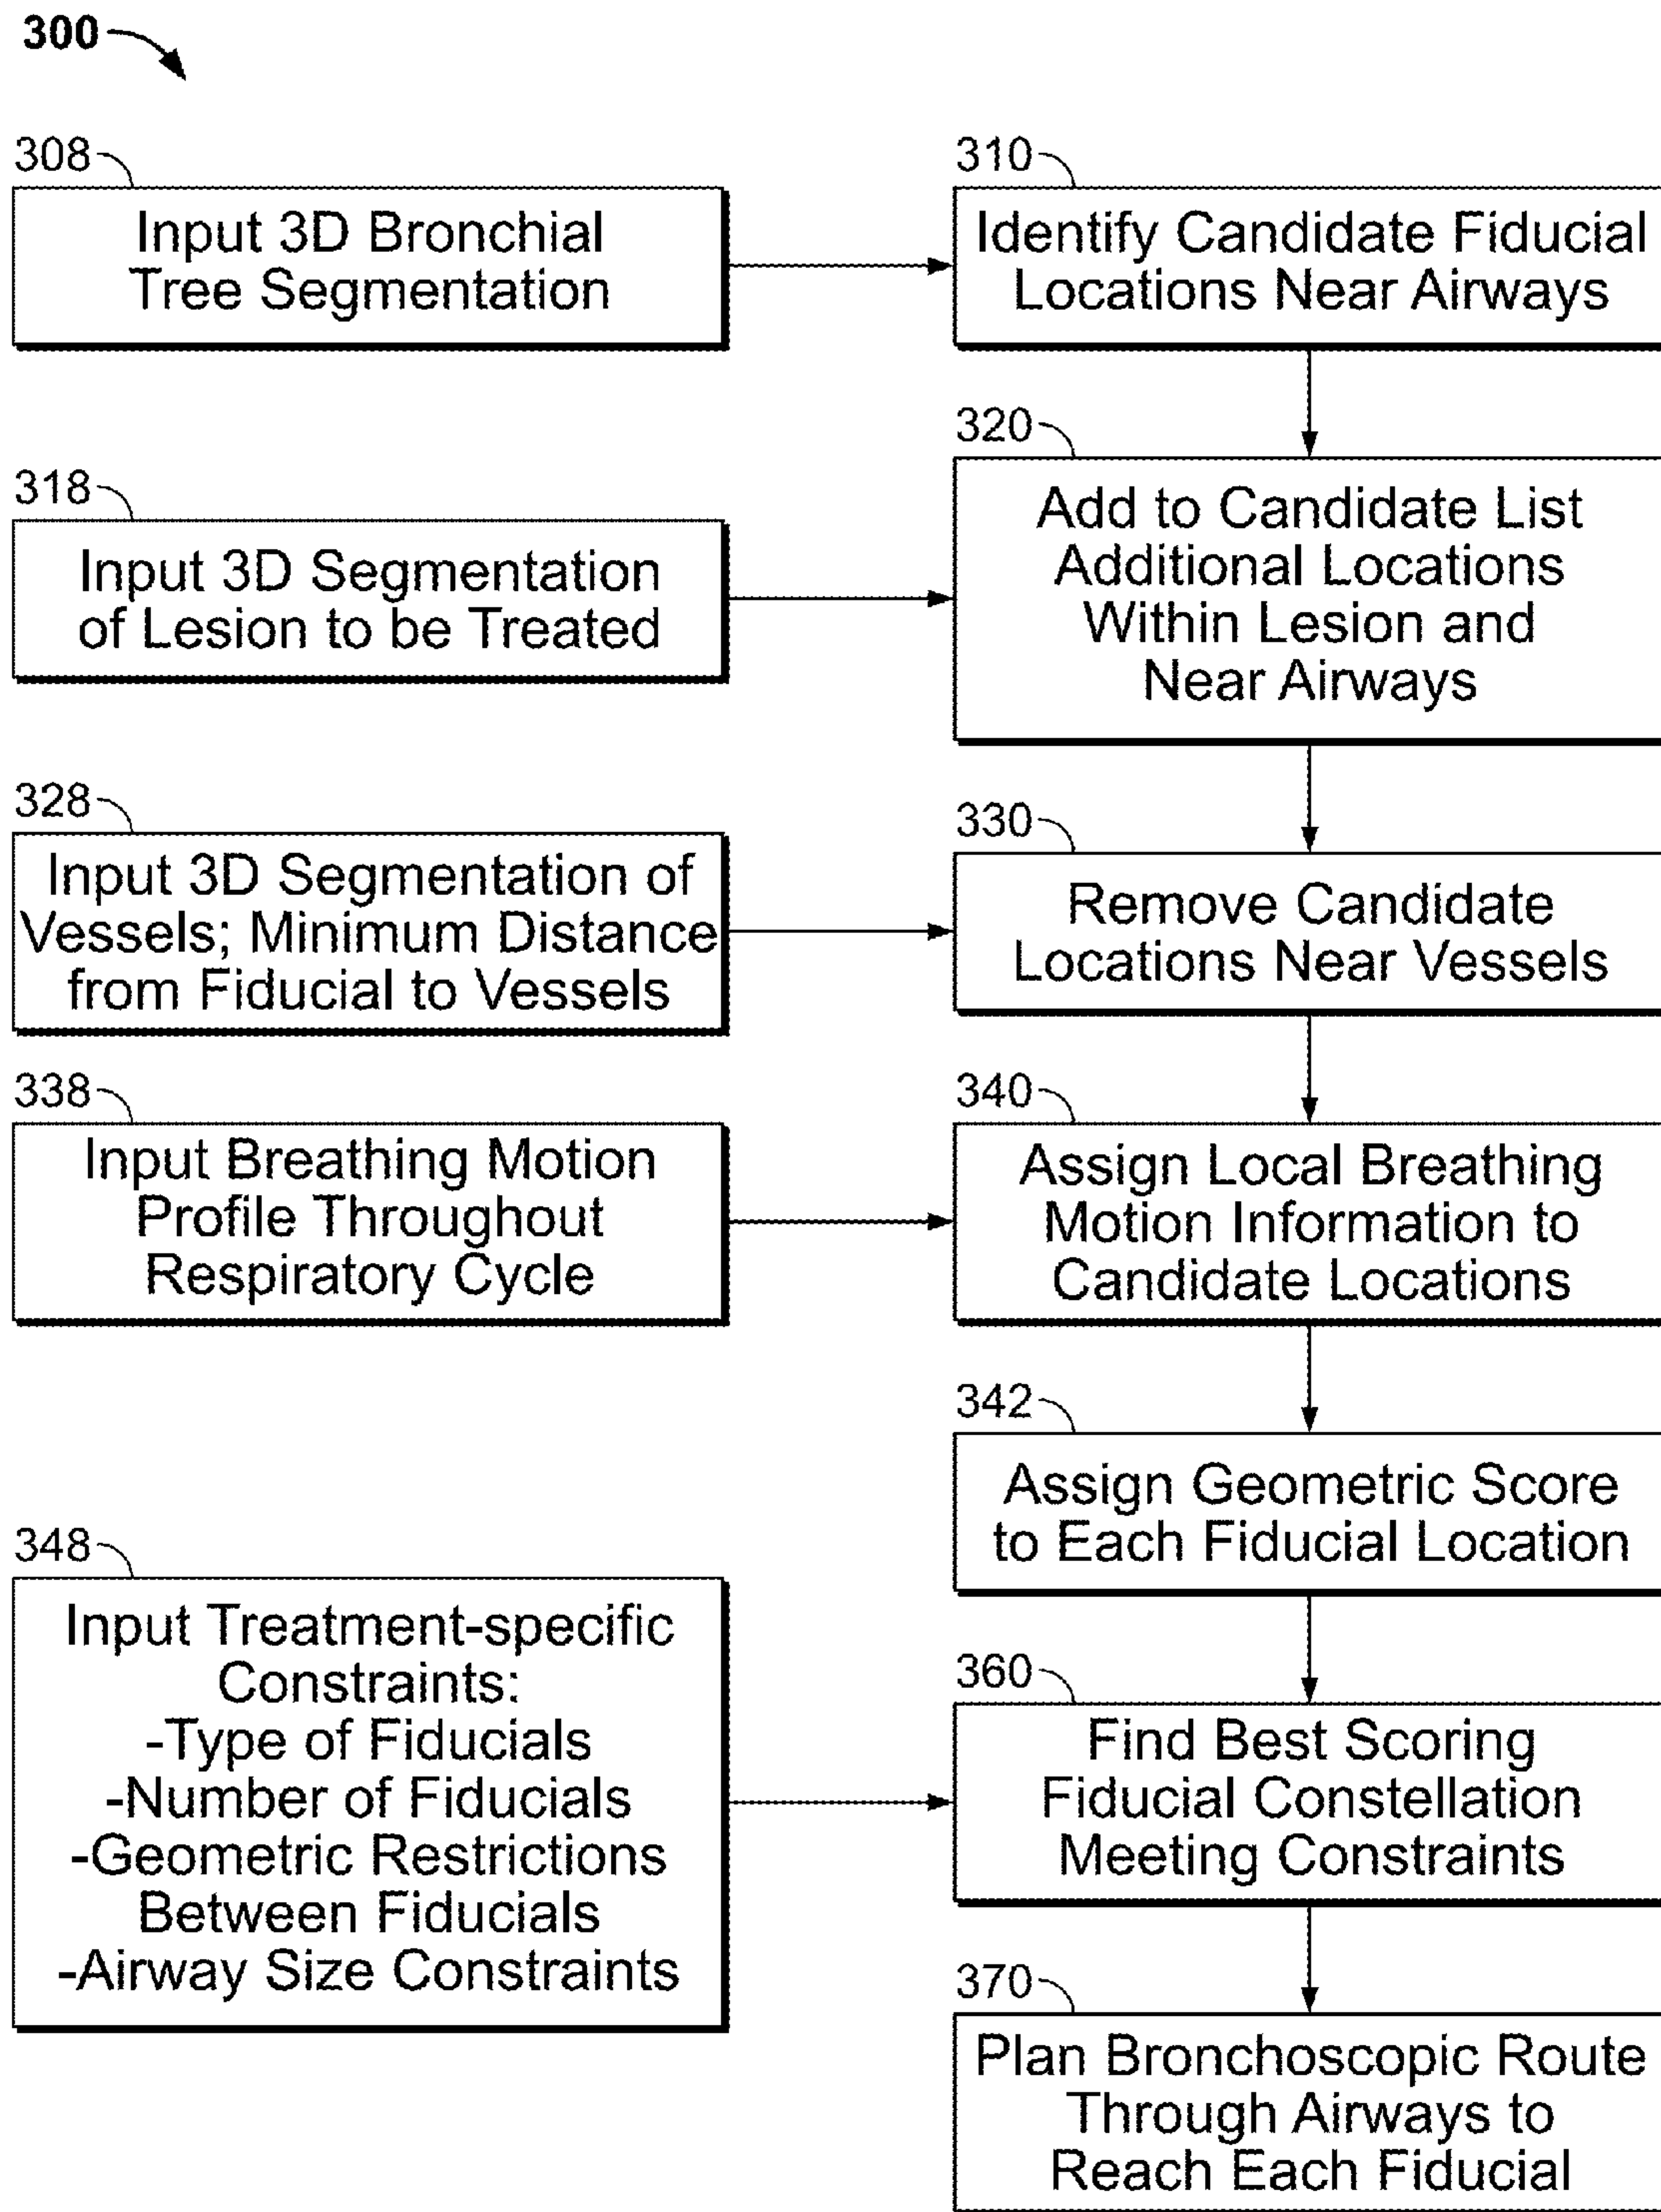 300
308
Input 3D Bronchial
Tree Segmentation
310
Identify Candidate Fiducial
Locations Near Airways
318
Input 3D Segmentation
of Lesion to be Treated
320
Add to Candidate List
Additional Locations
Within Lesion and
Near Airways
328
Input 3D Segmentation of
Vessels; Minimum Distance
from Fiducial to Vessels
330
Remove Candidate
Locations Near Vessels
338
Input Breathing Motion
Profile Throughout
Respiratory Cycle
340
Assign Local Breathing
Motion Information to
Candidate Locations
342
Assign Geometric Score
to Each Fiducial Location
348
Input Treatment-specific
Constraints:
-Type of Fiducials
-Number of Fiducials
-Geometric Restrictions
Between Fiducials
-Airway Size Constraints
360
Find Best Scoring
Fiducial Constellation
Meeting Constraints
370
Plan Bronchoscopic Route
Through Airways to
Reach Each Fiducial